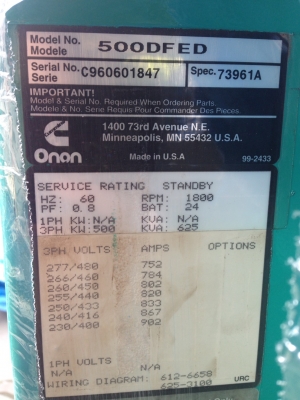 Model No. 500DFED
Modele
Serial No. C960601847 Spec. 73961A
Serie
IMPORTANT!
Model & Serial No. Required When Ordering Parts.
Modele & Serie No. Requis Pour Commander Des Pieces.
1400 73rd Avenue N.E.
Minneapolis, MN 55432 U.S.A.
Onan
Made in U.S.A
99-2433
SERVICE RATING STANDBY
HZ: 60 RPM: 1800
PF: 0.8 BAT: 24
1PH KW:N/A KVA: N/A
3PH KW:500 KVA: 625
3PH VOLTS AMPS OPTIONS
277/480 752
266/460 784
260/450 802
255/440 820
250/433 833
240/416 867
230/400 902
1PH VOLTS
N/A N/A
WIRING DIAGRAM: 612-6658
625-3100 URC